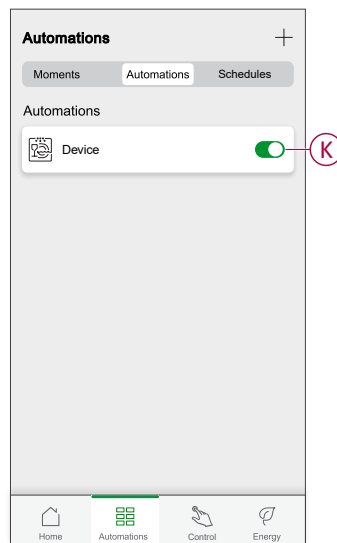 Automations
Moments Automations Schedules
Automations
Device
K
Home Automations Control Energy